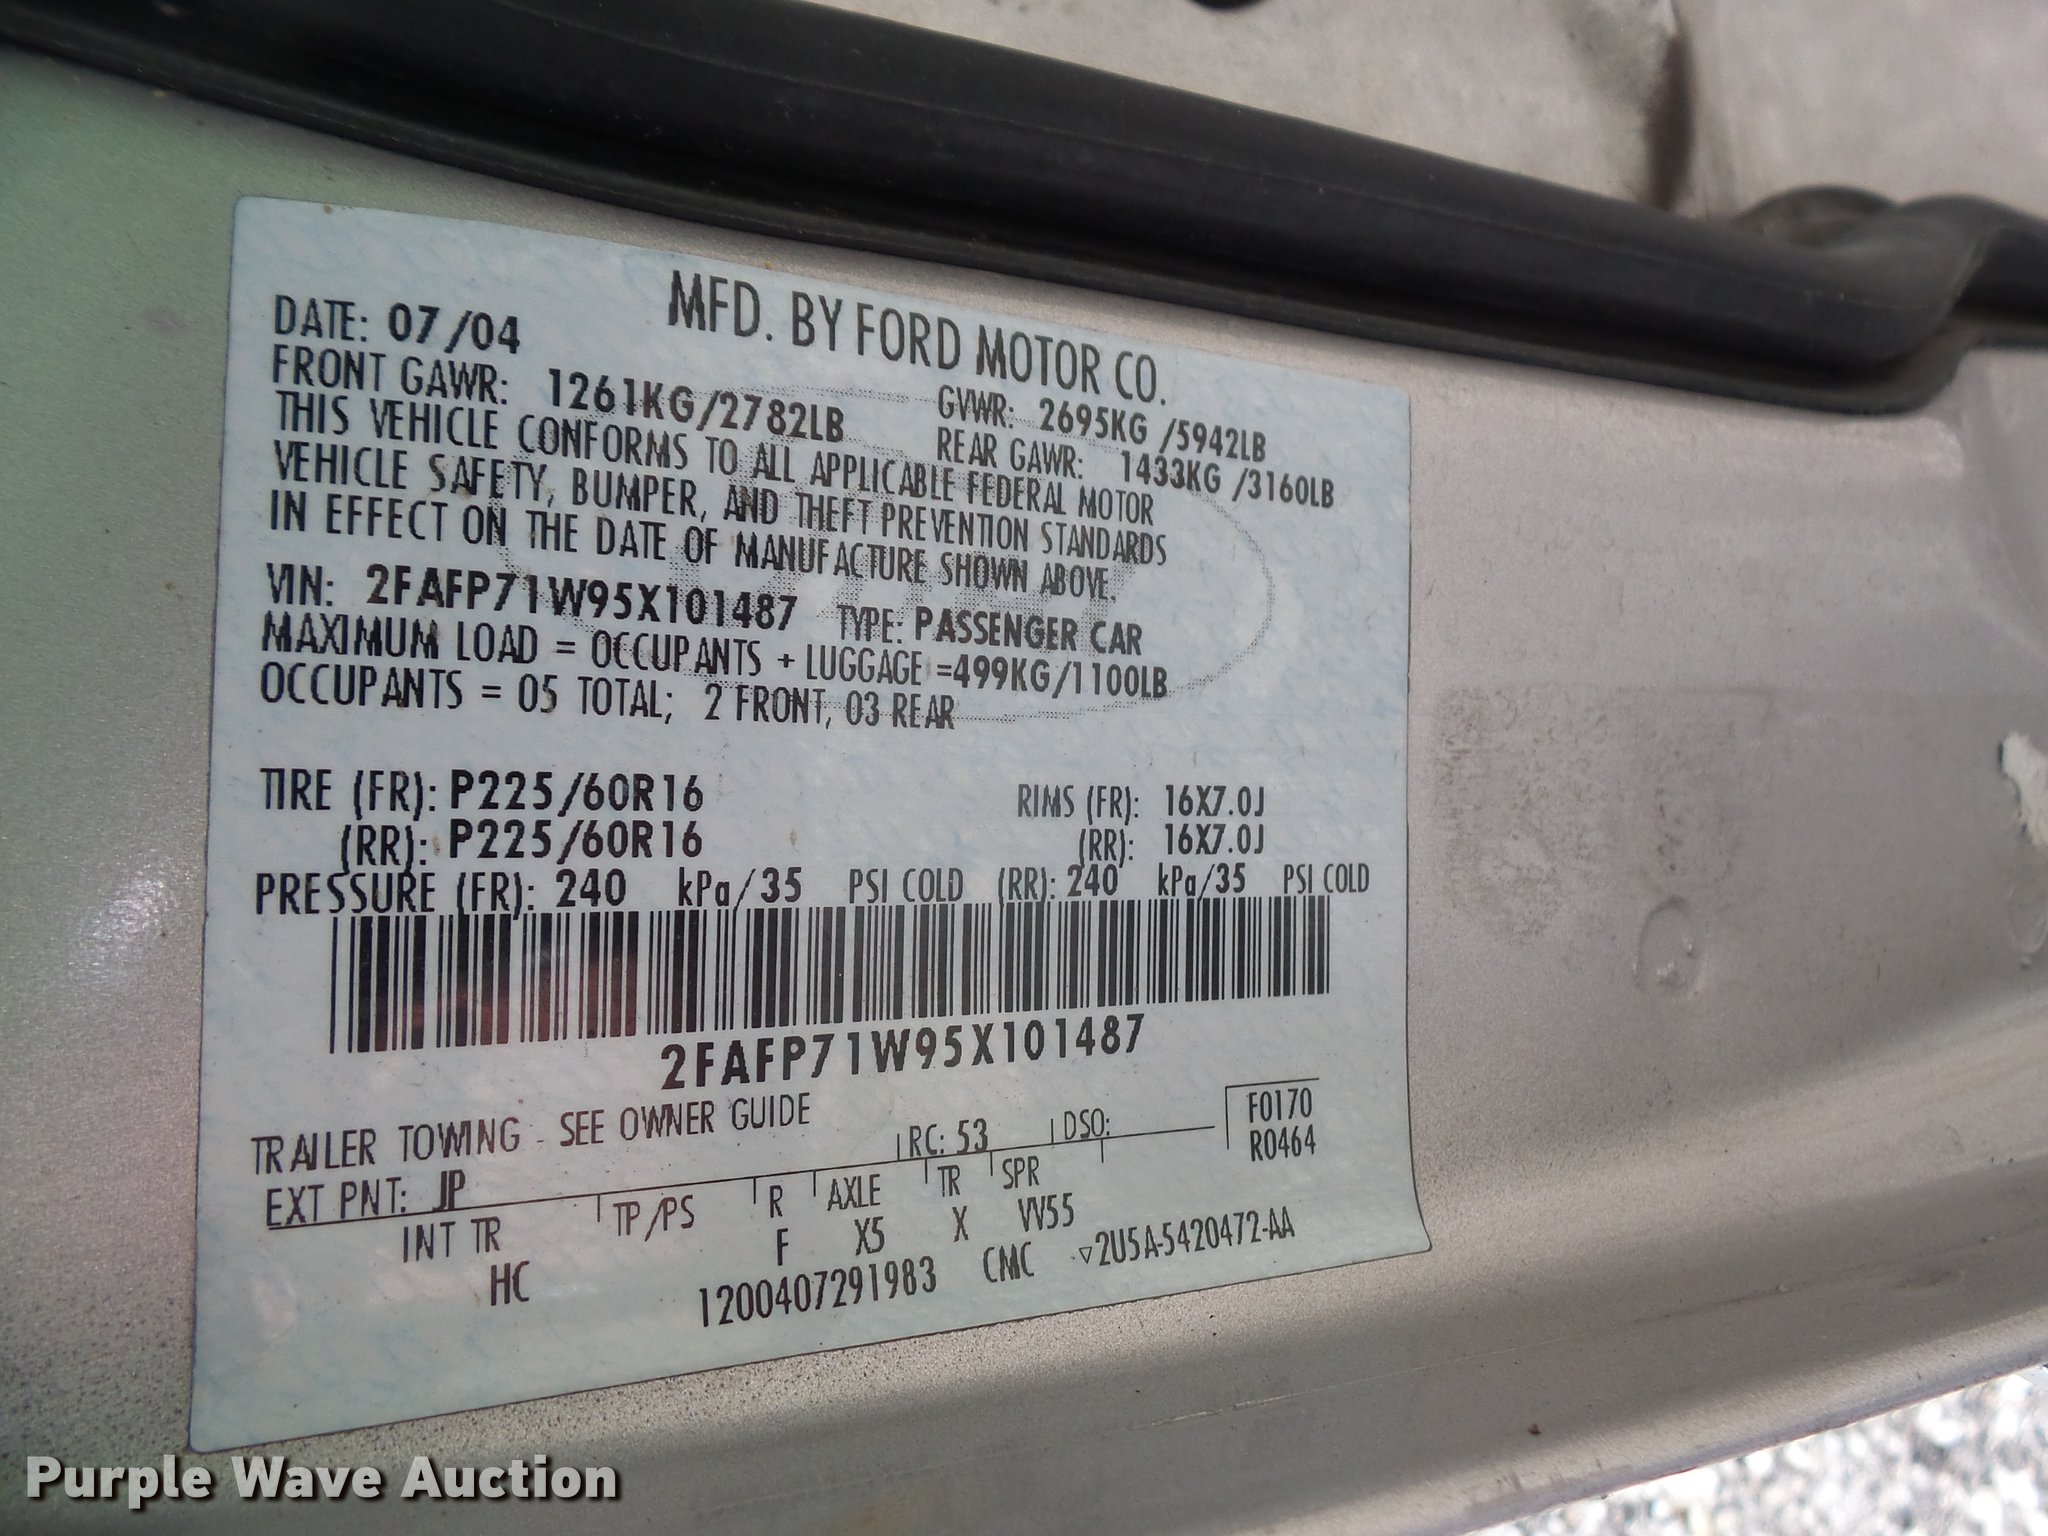 MFD. BY FORD MOTOR CO.
DATE: 07/04 GVWR: 2695KG /5942LB
FRONT GAWR: 1261KG/2782LB REAR GAWR: 1433KG /3160LB
THIS VEHICLE CONFORMS TO ALL APPLICABLE FEDERAL MOTOR
VEHICLE SAFETY, BUMPER, AND THEFT PREVENTION STANDARDS
IN EFFECT ON THE DATE OF MANUFACTURE SHOWN ABOVE.
VIN: 2FAFP71W95X101487 TYPE: PASSENGER CAR
MAXIMUM LOAD = OCCUPANTS + LUGGAGE =499KG/1100LB
OCCUPANTS = 05 TOTAL; 2 FRONT, 03 REAR
TIRE (FR): P225/60R16 RIMS (FR): 16X7.0J
(RR): P225/60R16 (RR): 16X7.0J
PRESSURE (FR): 240 kPa/35 PSI COLD (RR): 240 kPa/35 PSI COLD
2FAFP71W95X101487
TRAILER TOWING - SEE OWNER GUIDE
F0170
EXT PNT: JP RC: 53 DSO: R0464
INT TR TP/PS R AXLE TR SPR
HC F X5 X VV55
1200407291983 CMC ▽2U5A-5420472-AA
Purple Wave Auction